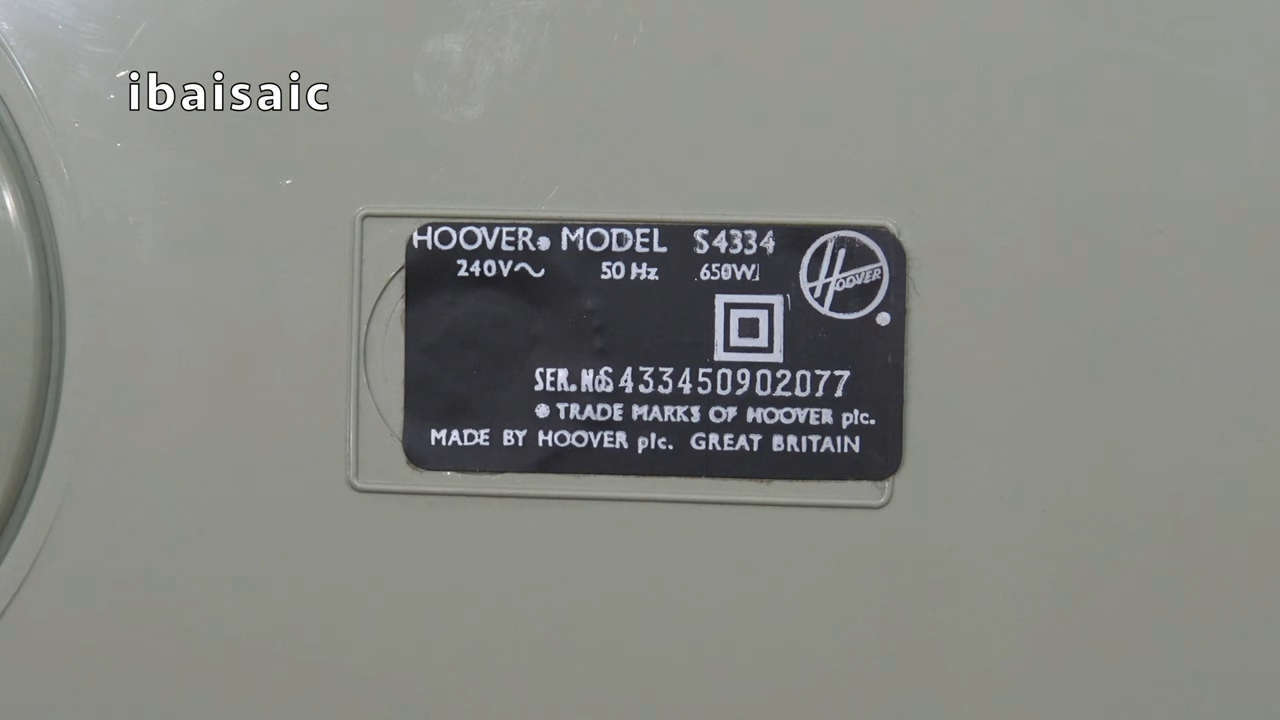 ibaisaic
HOOVER® MODEL S4334
240V~ 50 Hz 650W
HOOVER
SER. No S433450902077
® TRADE MARKS OF HOOVER plc.
MADE BY HOOVER plc. GREAT BRITAIN